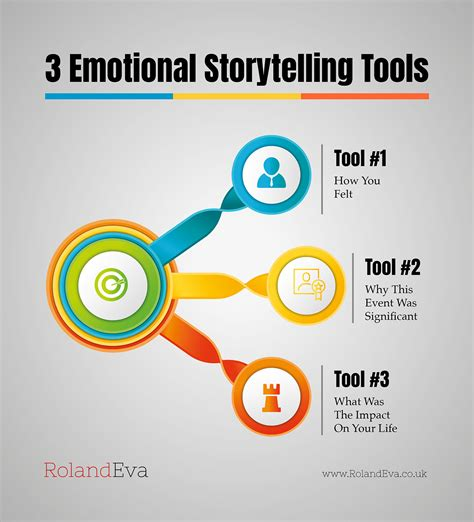 3 Emotional Storytelling Tools
Tool #1
How You
Felt
Tool #2
Why This
Event Was
Significant
Tool #3
What Was
The Impact
On Your Life
RolandEva
www.RolandEva.co.uk